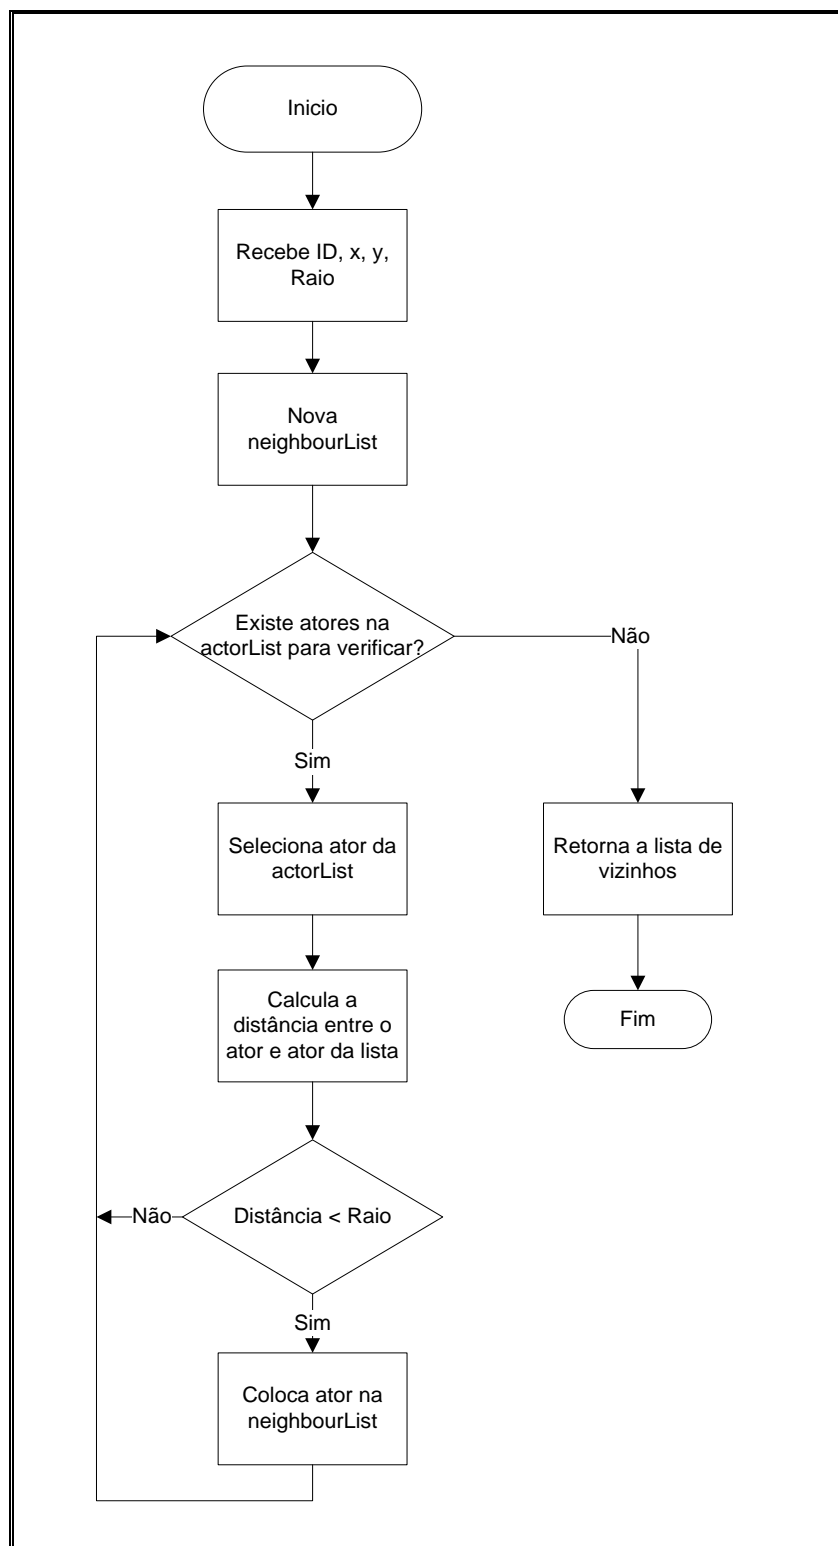 Inicio
Recebe ID, x, y,
Raio
Nova
neighbourList
Existe atores na
actorList para verificar?
Não
Sim
Seleciona ator da
actorList
Retorna a lista de
vizinhos
Calcula a
distância entre o
ator e ator da lista
Fim
Não
Distância < Raio
Sim
Coloca ator na
neighbourList